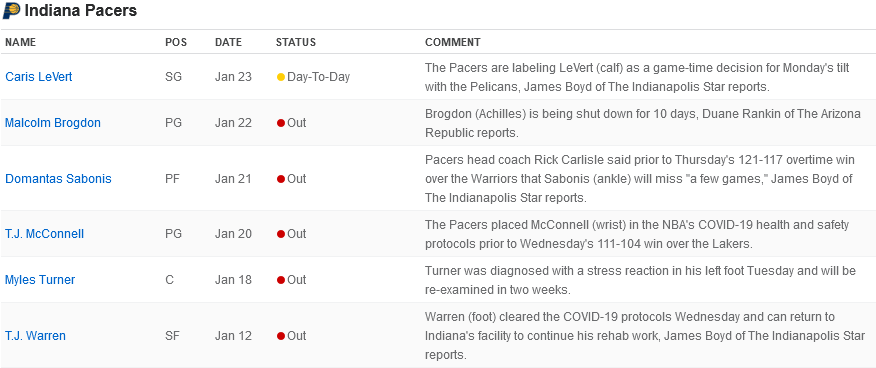 Indiana Pacers
NAME POS DATE STATUS COMMENT
Caris LeVert SG Jan 23 Day-To-Day The Pacers are labeling LeVert (calf) as a game-time decision for Monday's tilt
with the Pelicans, James Boyd of The Indianapolis Star reports.
Malcolm Brogdon PG Jan 22 Out Brogdon (Achilles) is being shut down for 10 days, Duane Rankin of The Arizona
Republic reports.
Domantas Sabonis PF Jan 21 Out Pacers head coach Rick Carlisle said prior to Thursday's 121-117 overtime win
over the Warriors that Sabonis (ankle) will miss "a few games," James Boyd of
The Indianapolis Star reports.
T.J. McConnell PG Jan 20 Out The Pacers placed McConnell (wrist) in the NBA's COVID-19 health and safety
protocols prior to Wednesday's 111-104 win over the Lakers.
Myles Turner C Jan 18 Out Turner was diagnosed with a stress reaction in his left foot Tuesday and will be
re-examined in two weeks.
T.J. Warren SF Jan 12 Out Warren (foot) cleared the COVID-19 protocols Wednesday and can return to
Indiana's facility to continue his rehab work, James Boyd of The Indianapolis Star
reports.